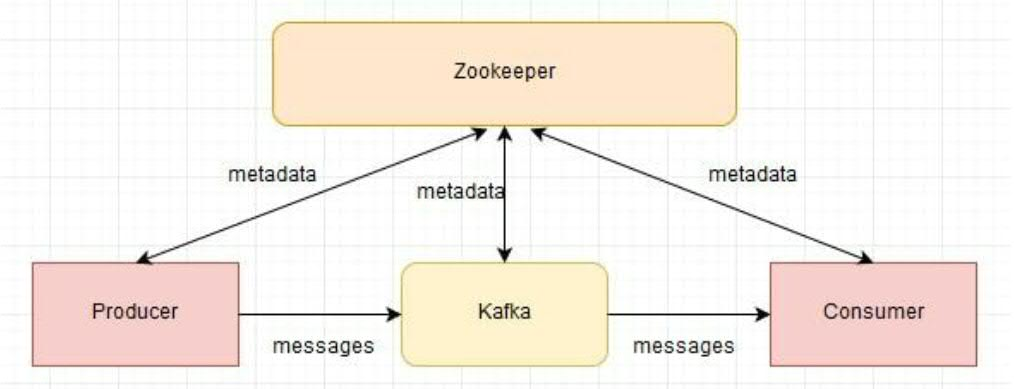 Zookeeper
metadata
metadata
metadata
Producer
Kafka
Consumer
messages
messages